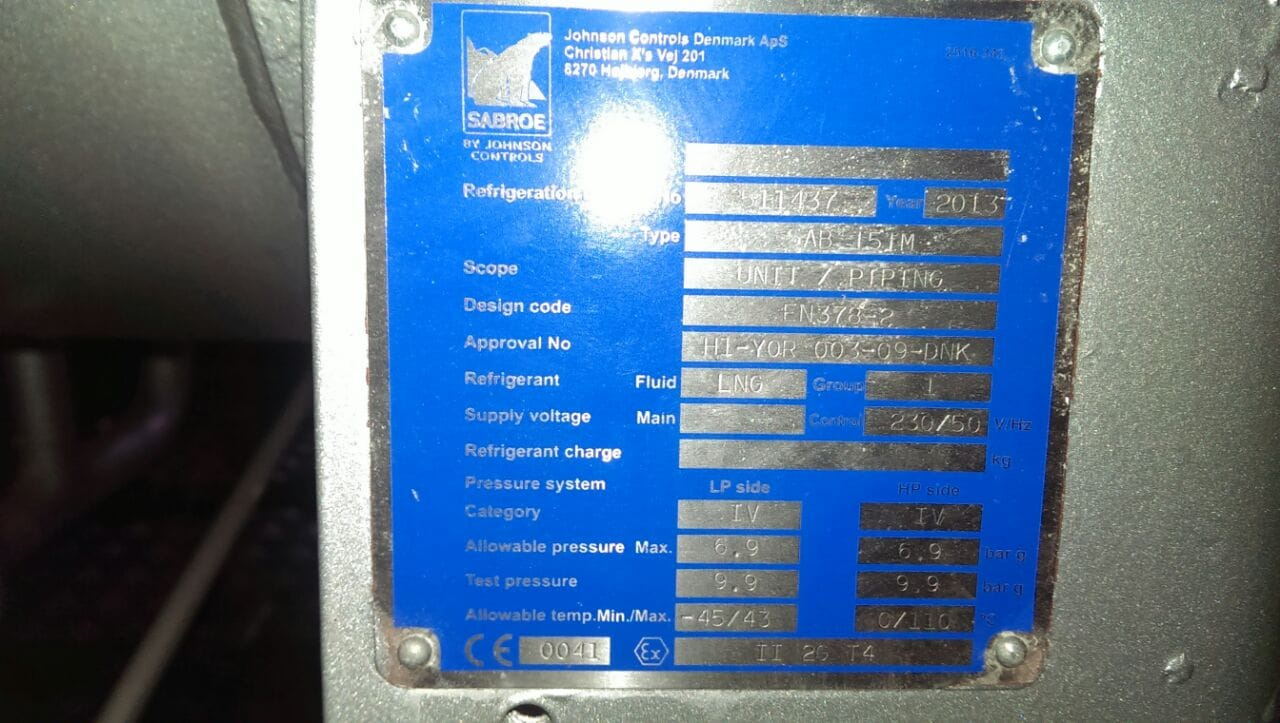 Johnson Controls Denmark ApS
Christian X's Vej 201
8270 Højbjerg, Denmark
SABROE
BY JOHNSON
CONTROLS
Refrigeration no 11437 Year 2013
Type SAB 151M
Scope UNIT / PIPING
Design code EN378-2
Approval No H1-YOR 003-09-DNK
Refrigerant Fluid LNG Group 1
Supply voltage Main Control 230/50 V/Hz
Refrigerant charge kg
Pressure system LP side HP side
Category IV IV
Allowable pressure Max. 6.9 6.9 bar g
Test pressure 9.9 9.9 bar g
Allowable temp.Min./Max. -45/43 0/110 °C
CE 0041 Ex II 2G T4